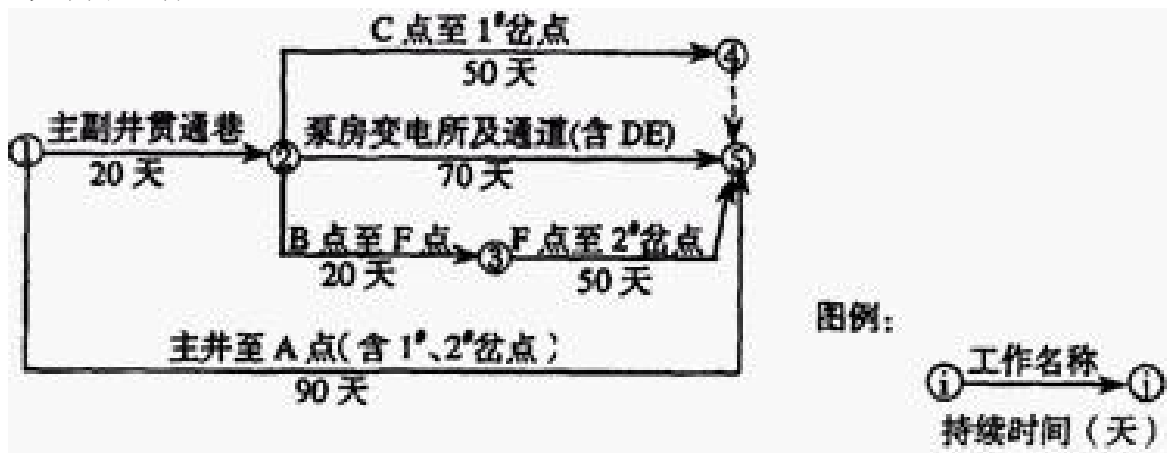 C 点至 1#岔点
50 天
④
主副井贯通巷
泵房变电所及通道(含 DE)
①
②
⑤
20 天
70 天
B 点至 F 点
③
F 点至 2#岔点
20 天
50 天
图例:
主井至 A 点(含 1#、2#岔点)
90 天
工作名称
ⓘ
ⓙ
持续时间(天)